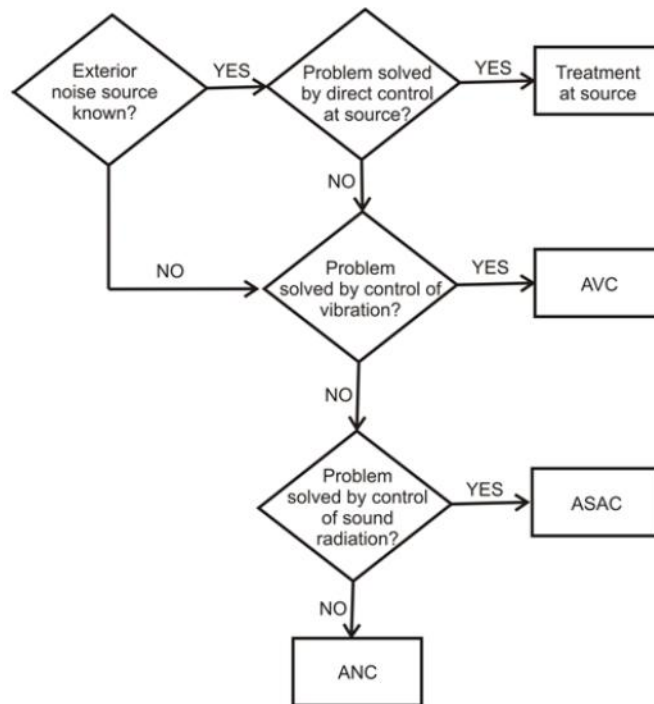 Exterior
noise source
known?
YES
Problem solved
by direct control
at source?
YES
Treatment
at source
NO
NO
Problem
solved by control of
vibration?
YES
AVC
NO
Problem
solved by control
of sound
radiation?
YES
ASAC
NO
ANC